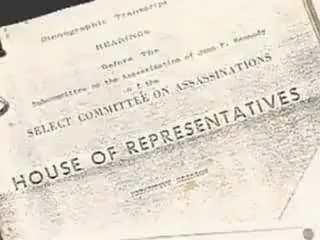 Stenographic Transcript
HEARINGS
Before The
Subcommittee on the Assassination of John F. Kennedy
of the
SELECT COMMITTEE ON ASSASSINATIONS
HOUSE OF REPRESENTATIVES